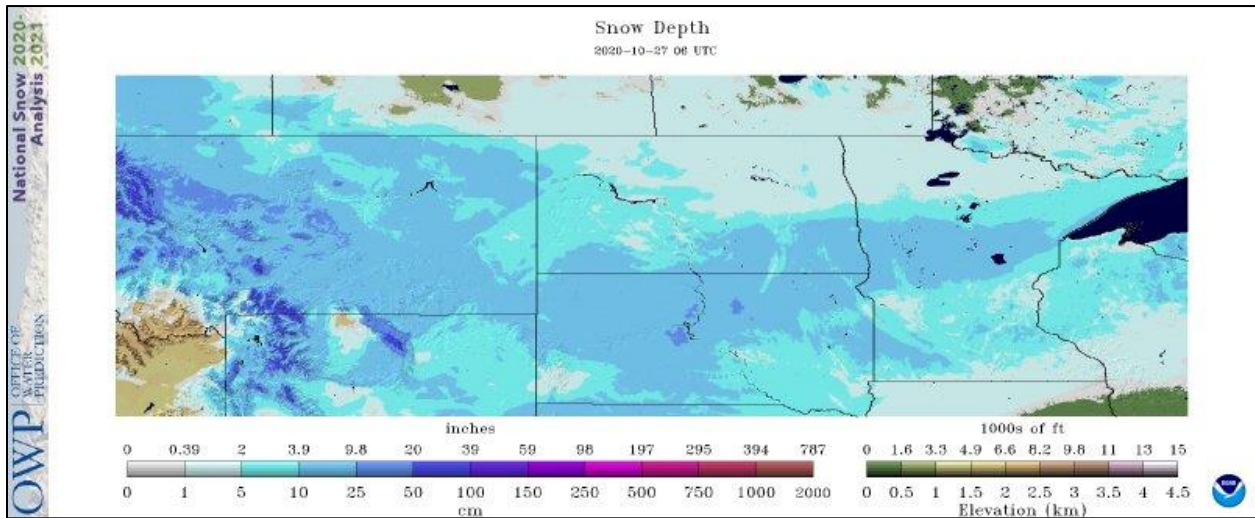 National Snow 2020-
Analysis 2021
OWP
OFFICE OF
WATER
PREDICTION
Snow Depth
2020-10-27 06 UTC
inches
0 0.39 2 3.9 9.8 20 39 59 98 197 295 394 787
0 1 5 10 25 50 100 150 250 500 750 1000 2000
cm
1000s of ft
0 1.6 3.3 4.9 6.6 8.2 9.8 11 13 15
0 0.5 1 1.5 2 2.5 3 3.5 4 4.5
Elevation (km)